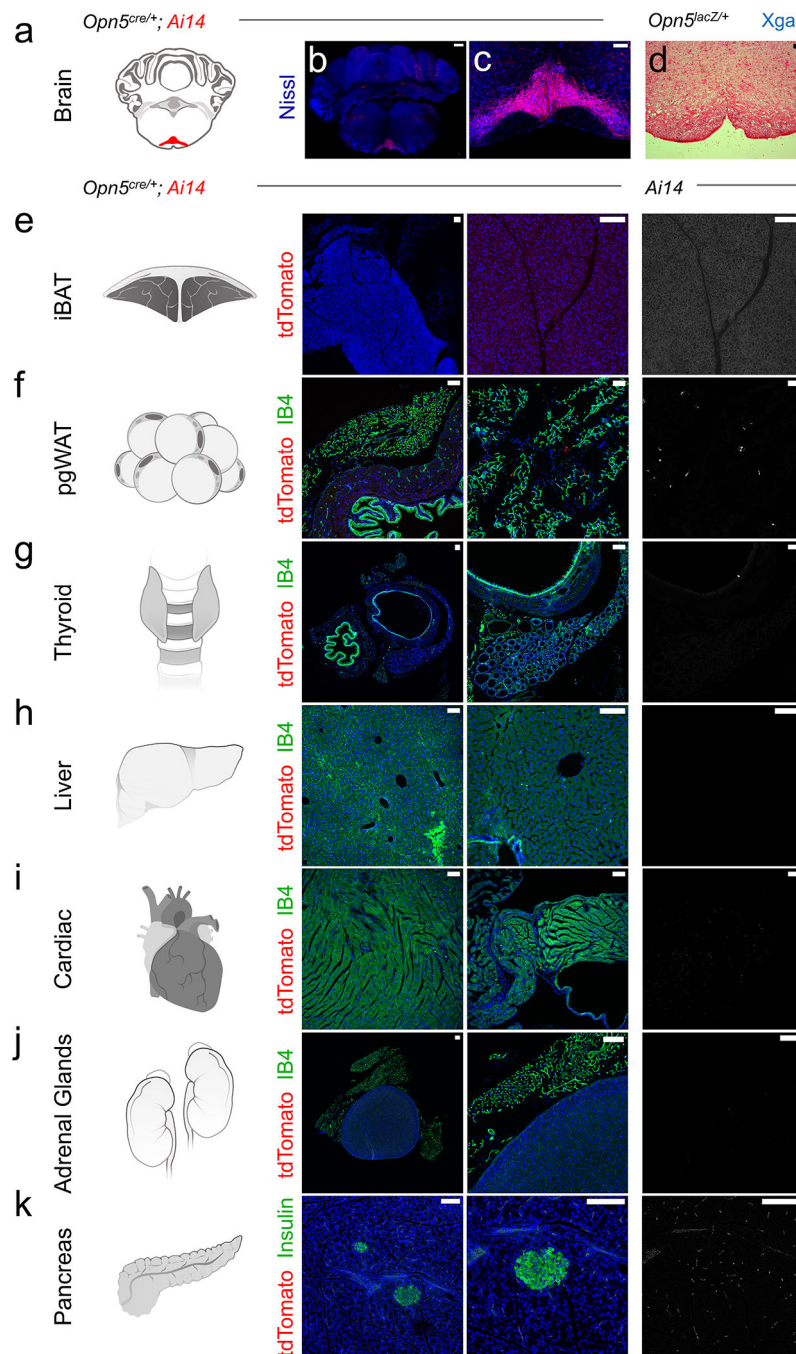 Opn5cre/+; Ai14
Opn5lacZ/+
Xga
a
Brain
Nissl
b
c
d
Opn5cre/+; Ai14
Ai14
e
iBAT
tdTomato
f
pgWAT
tdTomato IB4
g
Thyroid
tdTomato IB4
h
Liver
tdTomato IB4
i
Cardiac
tdTomato IB4
j
Adrenal Glands
tdTomato IB4
k
Pancreas
tdTomato Insulin